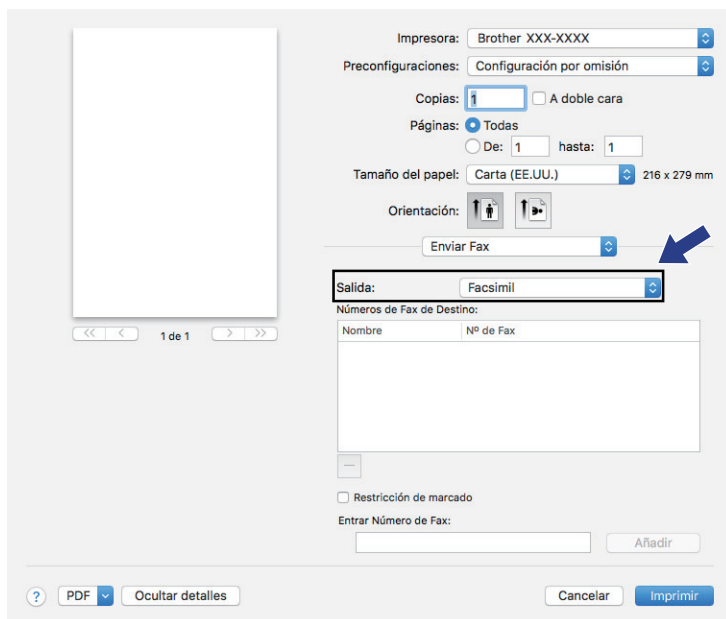 Impresora: Brother XXX-XXXX
Preconfiguraciones: Configuración por omisión
Copias: 1 A doble cara
Páginas: Todas
De: 1 hasta: 1
Tamaño del papel: Carta (EE.UU.) 216 x 279 mm
Orientación:
Enviar Fax
Salida: Facsimil
Números de Fax de Destino:
Nombre Nº de Fax
<< < 1 de 1 > >>
Restricción de marcado
Entrar Número de Fax:
Añadir
? PDF Ocultar detalles Cancelar Imprimir